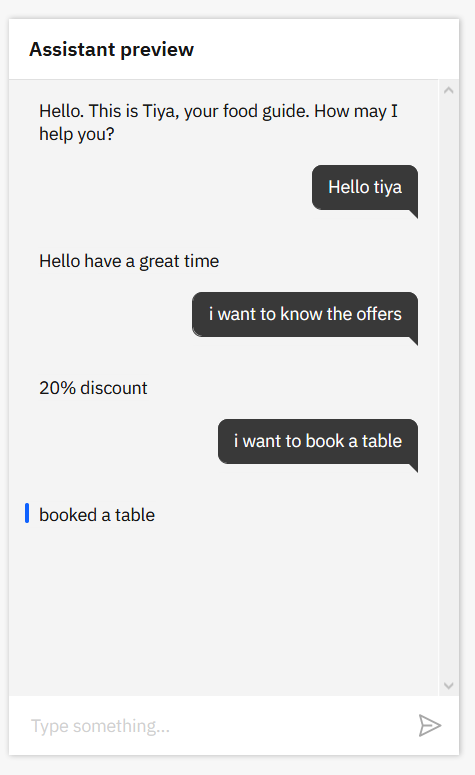 Assistant preview
Hello. This is Tiya, your food guide. How may I
help you?
Hello tiya
Hello have a great time
i want to know the offers
20% discount
i want to book a table
booked a table
Type something...